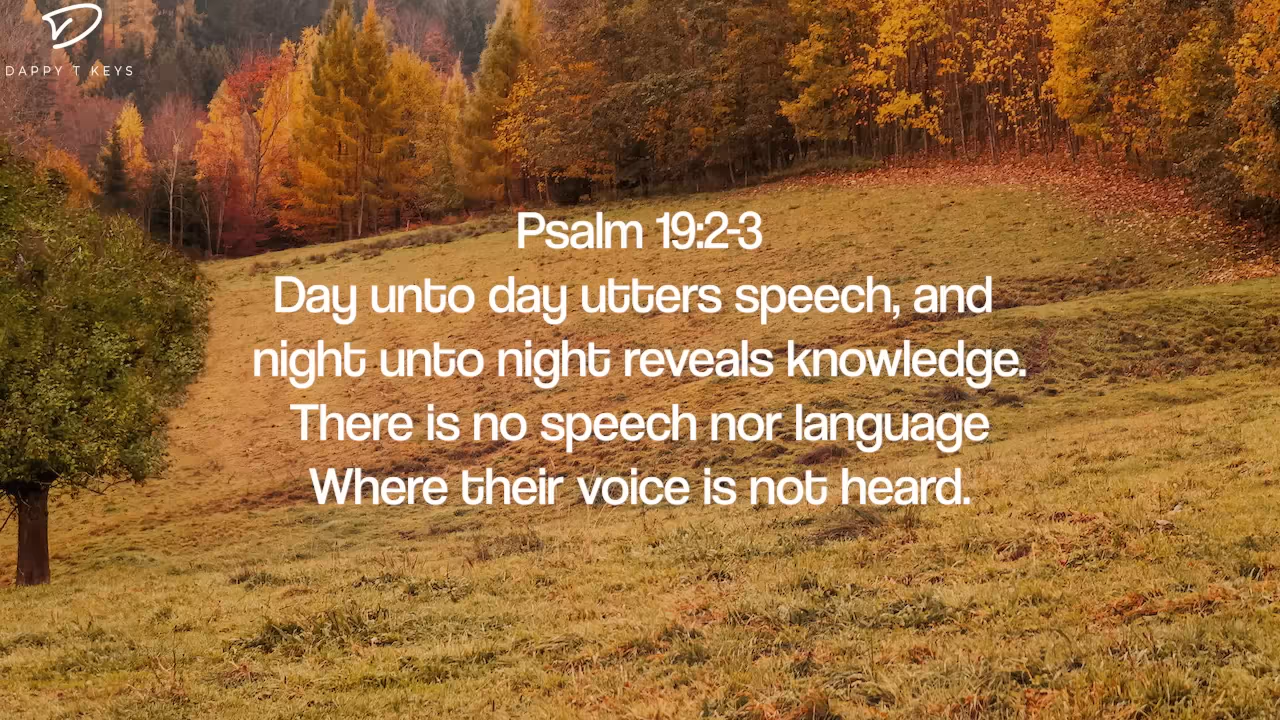 DAPPY T KEYS
Psalm 19:2-3
Day unto day utters speech, and
night unto night reveals knowledge.
There is no speech nor language
Where their voice is not heard.